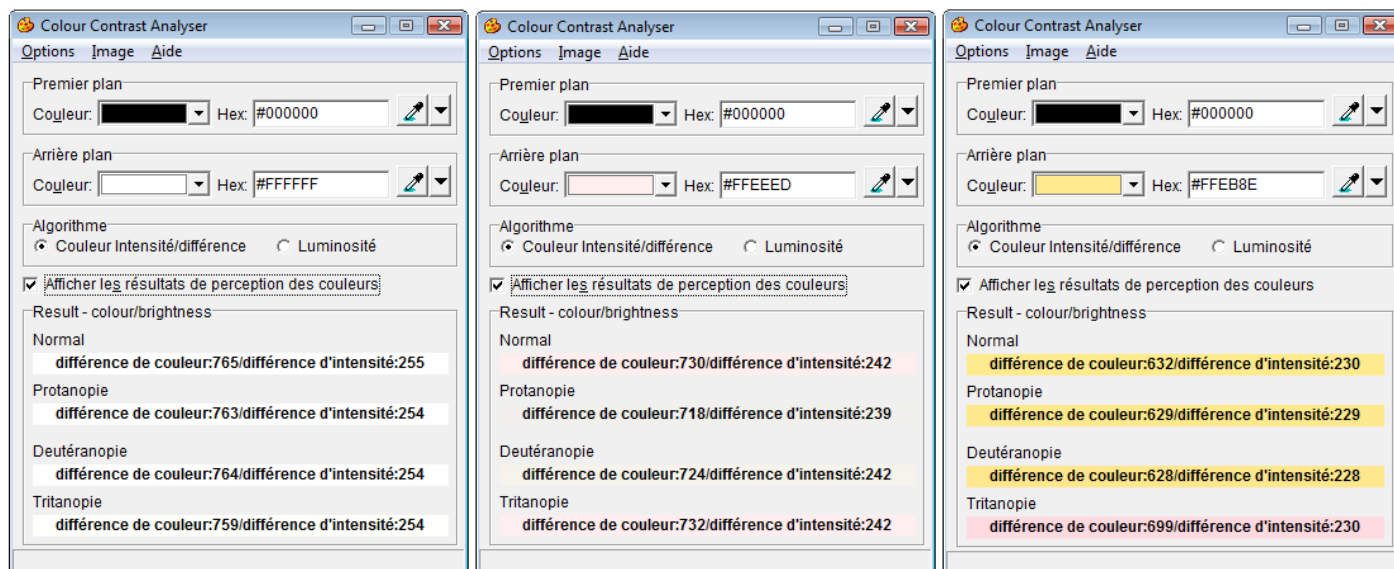 Colour Contrast Analyser
Options Image Aide
Premier plan
Couleur: Hex: #000000
Arrière plan
Couleur: Hex: #FFFFFF
Algorithme
Couleur Intensité/différence Luminosité
Afficher les résultats de perception des couleurs
Result - colour/brightness
Normal
différence de couleur:765/différence d'intensité:255
Protanopie
différence de couleur:763/différence d'intensité:254
Deutéranopie
différence de couleur:764/différence d'intensité:254
Tritanopie
différence de couleur:759/différence d'intensité:254
Colour Contrast Analyser
Options Image Aide
Premier plan
Couleur: Hex: #000000
Arrière plan
Couleur: Hex: #FFEEED
Algorithme
Couleur Intensité/différence Luminosité
Afficher les résultats de perception des couleurs
Result - colour/brightness
Normal
différence de couleur:730/différence d'intensité:242
Protanopie
différence de couleur:718/différence d'intensité:239
Deutéranopie
différence de couleur:724/différence d'intensité:242
Tritanopie
différence de couleur:732/différence d'intensité:242
Colour Contrast Analyser
Options Image Aide
Premier plan
Couleur: Hex: #000000
Arrière plan
Couleur: Hex: #FFEB8E
Algorithme
Couleur Intensité/différence Luminosité
Afficher les résultats de perception des couleurs
Result - colour/brightness
Normal
différence de couleur:632/différence d'intensité:230
Protanopie
différence de couleur:629/différence d'intensité:229
Deutéranopie
différence de couleur:628/différence d'intensité:228
Tritanopie
différence de couleur:699/différence d'intensité:230